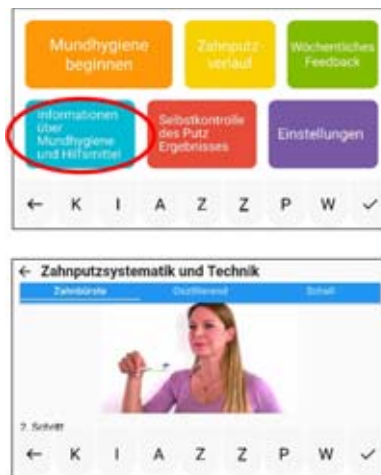 Mundhygiene
beginnen
Zahnputz-
verlauf
Wöchentliches
Feedback
Informationen
über
Mundhygiene
und Hilfsmittel
Selbstkontrolle
des Putz
Ergebnisses
Einstellungen
← K I A Z Z P W ✓
← Zahnputzsystematik und Technik
Zahnbürste Oszillierend Schall
2. Schritt
← K I A Z Z P W ✓